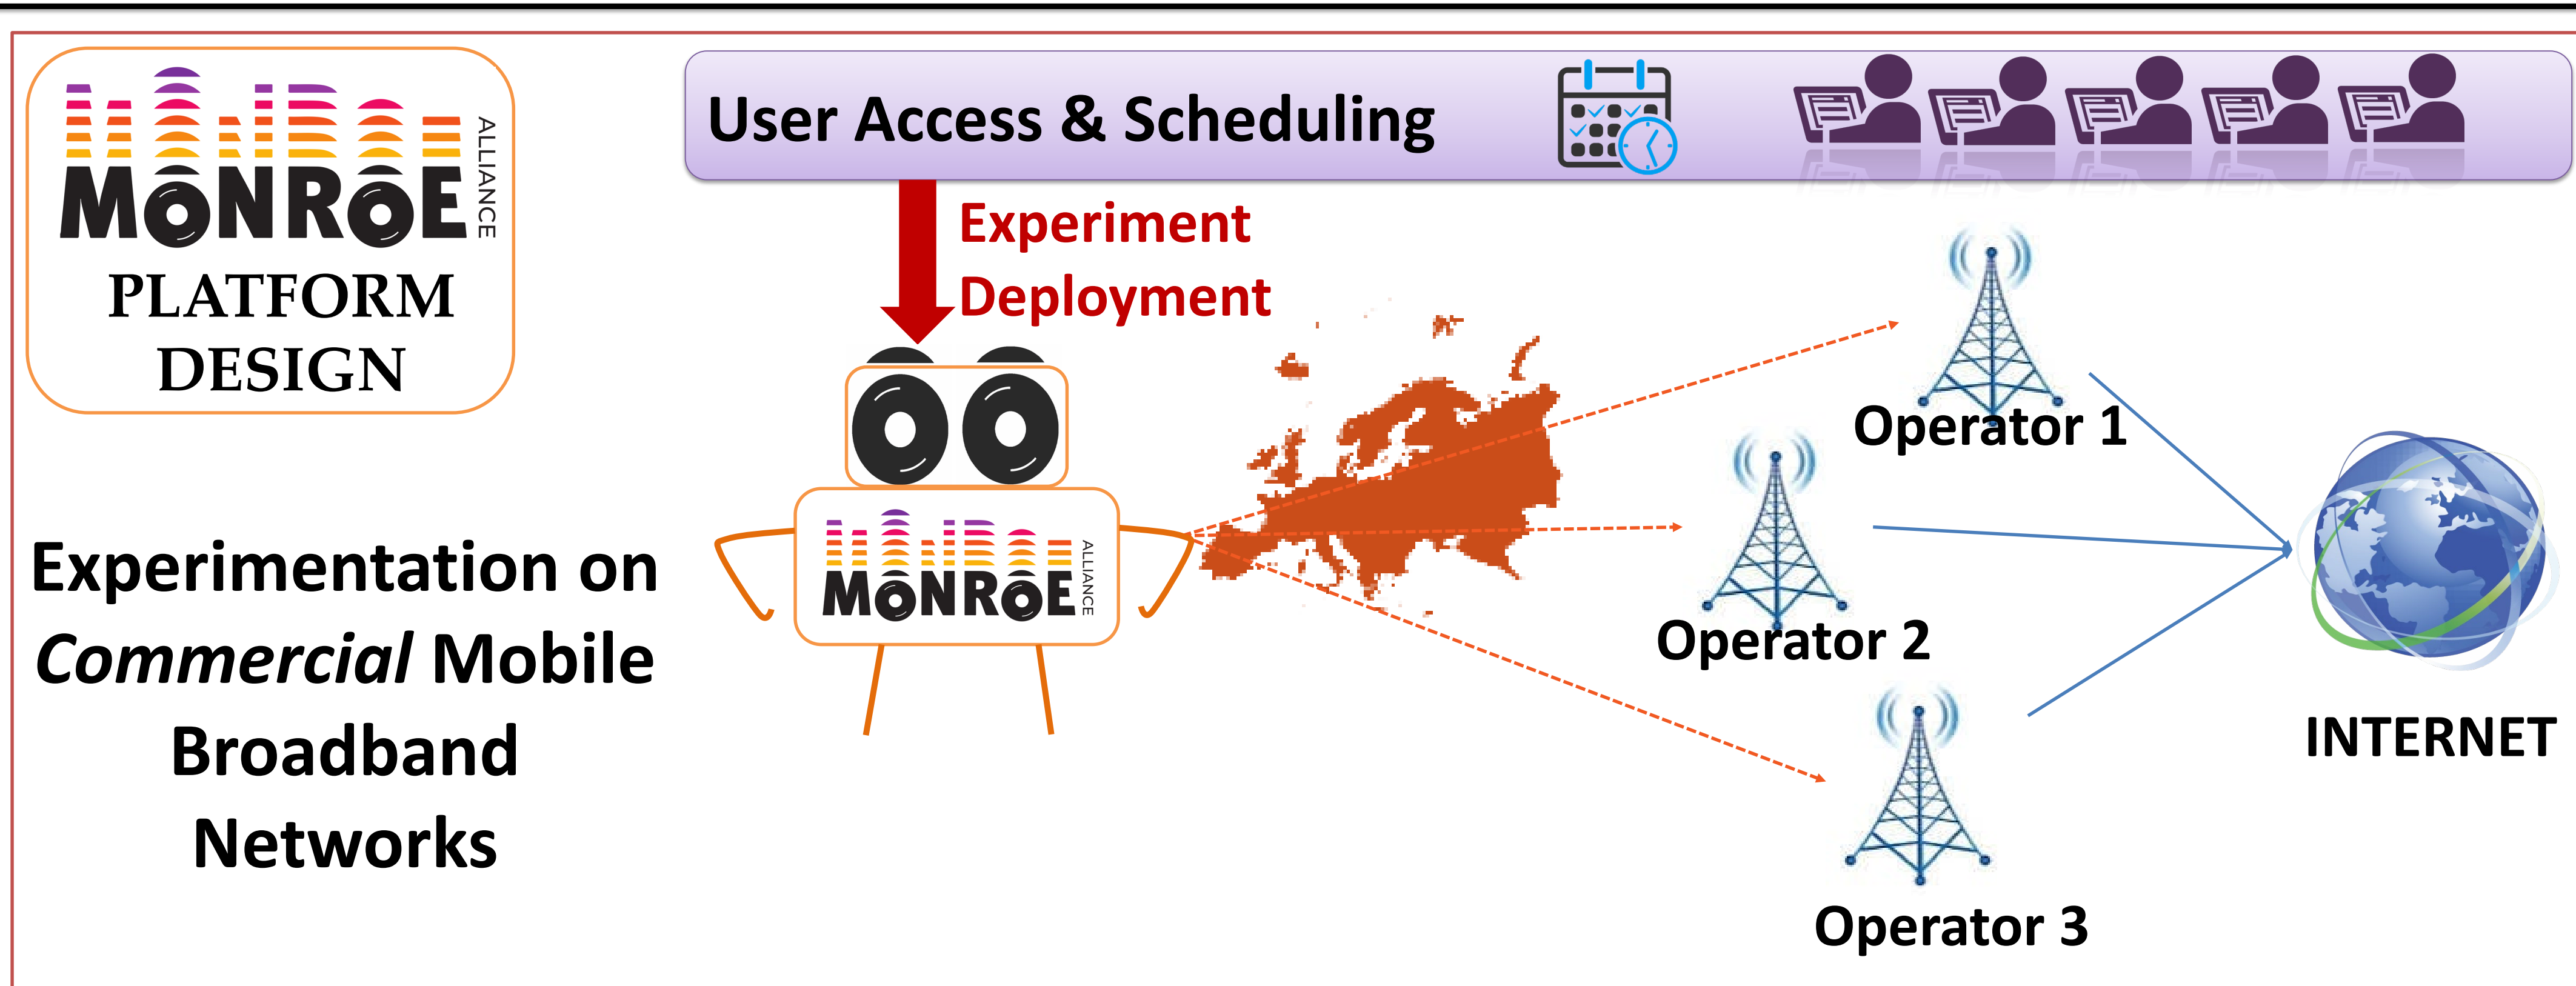 MONROE
ALLIANCE
PLATFORM
DESIGN
User Access & Scheduling
Experiment
Deployment
Experimentation on
Commercial Mobile
Broadband
Networks
MONROE
ALLIANCE
Operator 1
Operator 2
Operator 3
INTERNET